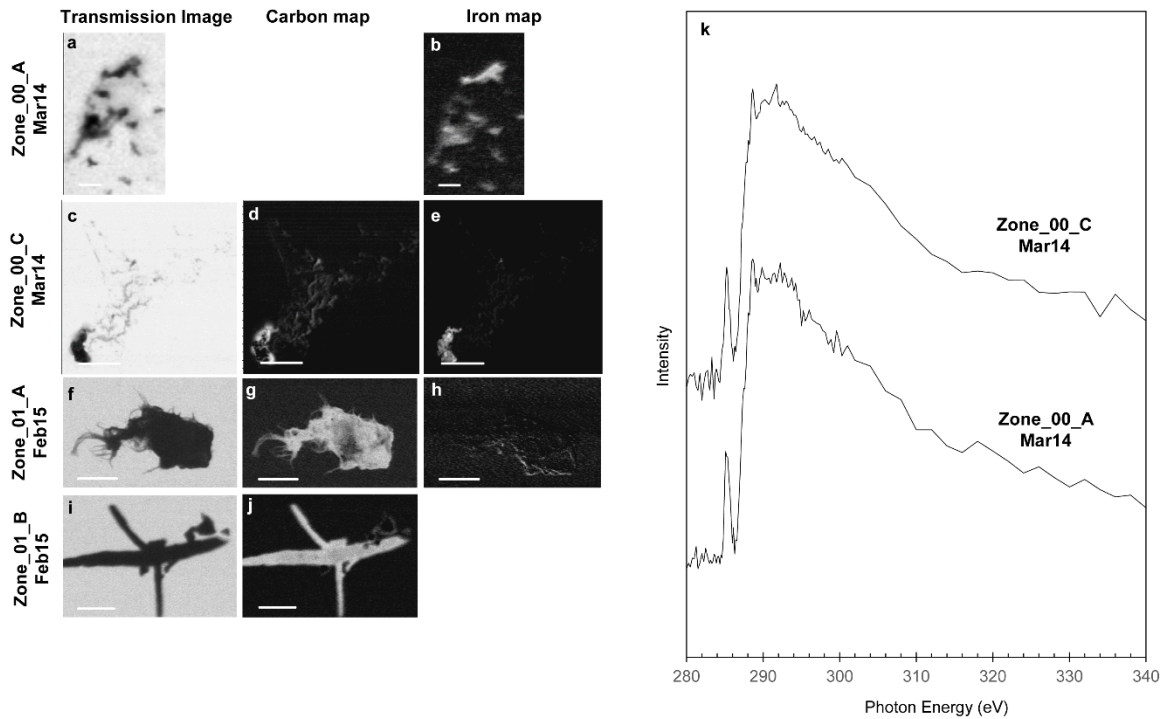 Transmission Image Carbon map Iron map
Zone_00_A
Mar14
a
b
Zone_00_C
Mar14
c
d
e
Zone_01_A
Feb15
f
g
h
Zone_01_B
Feb15
i
j
k
Zone_00_C
Mar14
Zone_00_A
Mar14
Intensity
280 290 300 310 320 330 340
Photon Energy (eV)